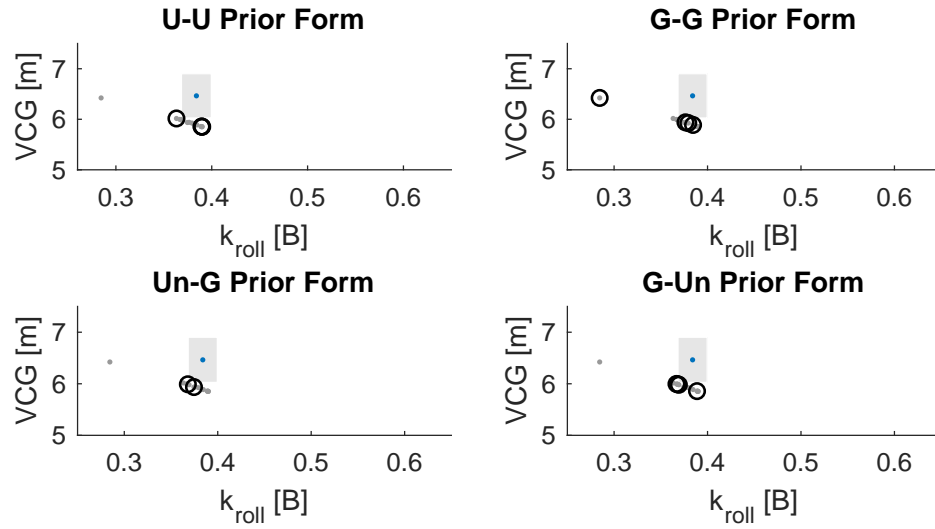 U-U Prior Form
VCG [m]
7
6
5
0.3 0.4 0.5 0.6
k_roll [B]
G-G Prior Form
VCG [m]
7
6
5
0.3 0.4 0.5 0.6
k_roll [B]
Un-G Prior Form
VCG [m]
7
6
5
0.3 0.4 0.5 0.6
k_roll [B]
G-Un Prior Form
VCG [m]
7
6
5
0.3 0.4 0.5 0.6
k_roll [B]